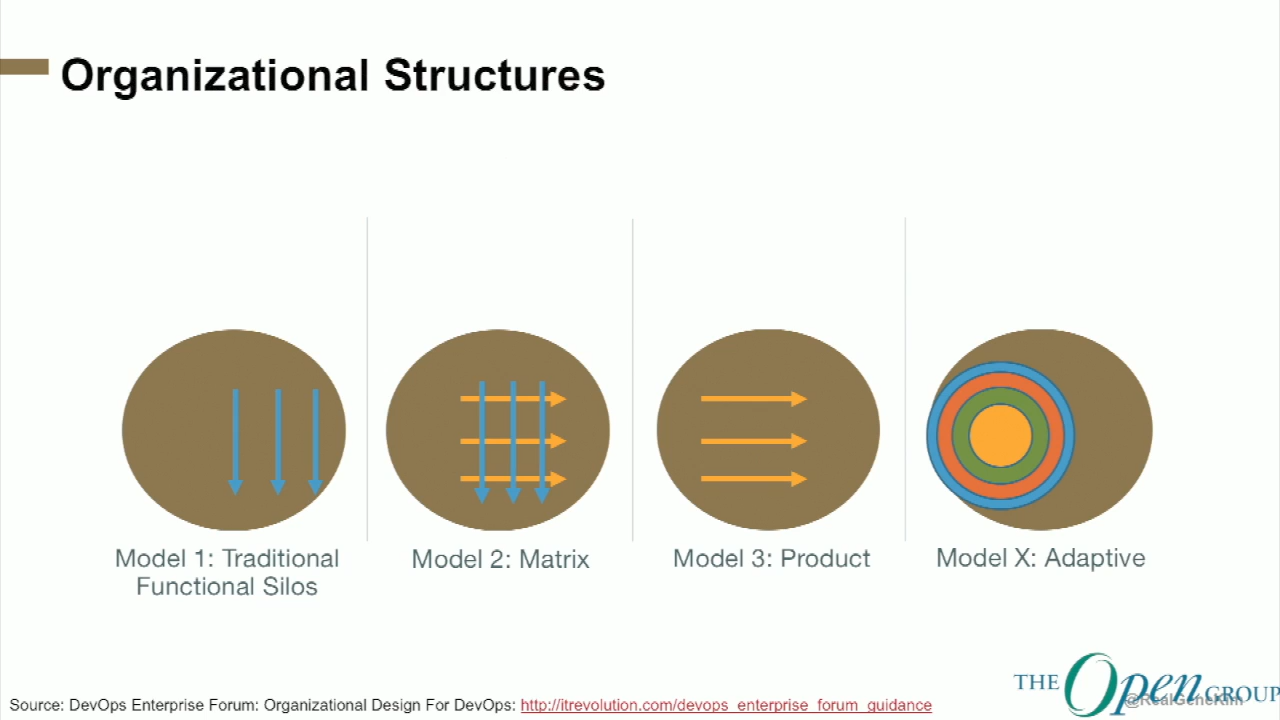 Organizational Structures
Model 1: Traditional
Functional Silos
Model 2: Matrix
Model 3: Product
Model X: Adaptive
Source: DevOps Enterprise Forum: Organizational Design For DevOps: http://itrevolution.com/devops_enterprise_forum_guidance
THE Open GROUP
@RealGeneKim